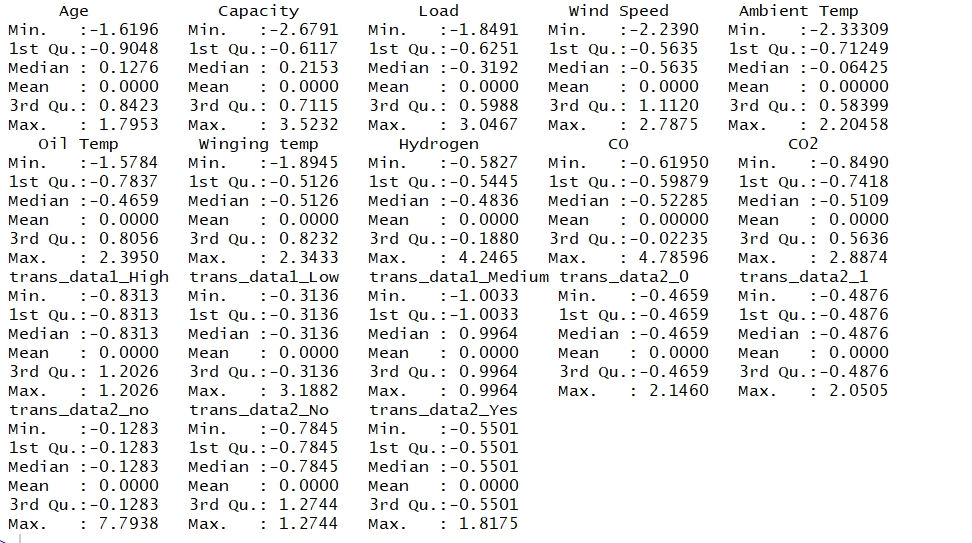 Age             Capacity            Load           Wind Speed       Ambient Temp
Min.   :-1.6196   Min.   :-2.6791   Min.   :-1.8491   Min.   :-2.2390   Min.   :-2.33309
1st Qu.:-0.9048   1st Qu.:-0.6117   1st Qu.:-0.6251   1st Qu.:-0.5635   1st Qu.:-0.71249
Median : 0.1276   Median : 0.2153   Median :-0.3192   Median :-0.5635   Median :-0.06425
Mean   : 0.0000   Mean   : 0.0000   Mean   : 0.0000   Mean   : 0.0000   Mean   : 0.00000
3rd Qu.: 0.8423   3rd Qu.: 0.7115   3rd Qu.: 0.5988   3rd Qu.: 1.1120   3rd Qu.: 0.58399
Max.   : 1.7953   Max.   : 3.5232   Max.   : 3.0467   Max.   : 2.7875   Max.   : 2.20458
   Oil Temp        Winging temp        Hydrogen             CO                CO2
Min.   :-1.5784   Min.   :-1.8945   Min.   :-0.5827   Min.   :-0.61950   Min.   :-0.8490
1st Qu.:-0.7837   1st Qu.:-0.5126   1st Qu.:-0.5445   1st Qu.:-0.59879   1st Qu.:-0.7418
Median :-0.4659   Median :-0.5126   Median :-0.4836   Median :-0.52285   Median :-0.5109
Mean   : 0.0000   Mean   : 0.0000   Mean   : 0.0000   Mean   : 0.00000   Mean   : 0.0000
3rd Qu.: 0.8056   3rd Qu.: 0.8232   3rd Qu.:-0.1880   3rd Qu.:-0.02235   3rd Qu.: 0.5636
Max.   : 2.3950   Max.   : 2.3433   Max.   : 4.2465   Max.   : 4.78596   Max.   : 2.8874
trans_data1_High  trans_data1_Low   trans_data1_Medium trans_data2_0     trans_data2_1
Min.   :-0.8313   Min.   :-0.3136   Min.   :-1.0033    Min.   :-0.4659   Min.   :-0.4876
1st Qu.:-0.8313   1st Qu.:-0.3136   1st Qu.:-1.0033    1st Qu.:-0.4659   1st Qu.:-0.4876
Median :-0.8313   Median :-0.3136   Median : 0.9964    Median :-0.4659   Median :-0.4876
Mean   : 0.0000   Mean   : 0.0000   Mean   : 0.0000    Mean   : 0.0000   Mean   : 0.0000
3rd Qu.: 1.2026   3rd Qu.:-0.3136   3rd Qu.: 0.9964    3rd Qu.:-0.4659   3rd Qu.:-0.4876
Max.   : 1.2026   Max.   : 3.1882   Max.   : 0.9964    Max.   : 2.1460   Max.   : 2.0505
trans_data2_no    trans_data2_No    trans_data2_Yes
Min.   :-0.1283   Min.   :-0.7845   Min.   :-0.5501
1st Qu.:-0.1283   1st Qu.:-0.7845   1st Qu.:-0.5501
Median :-0.1283   Median :-0.7845   Median :-0.5501
Mean   : 0.0000   Mean   : 0.0000   Mean   : 0.0000
3rd Qu.:-0.1283   3rd Qu.: 1.2744   3rd Qu.:-0.5501
Max.   : 7.7938   Max.   : 1.2744   Max.   : 1.8175